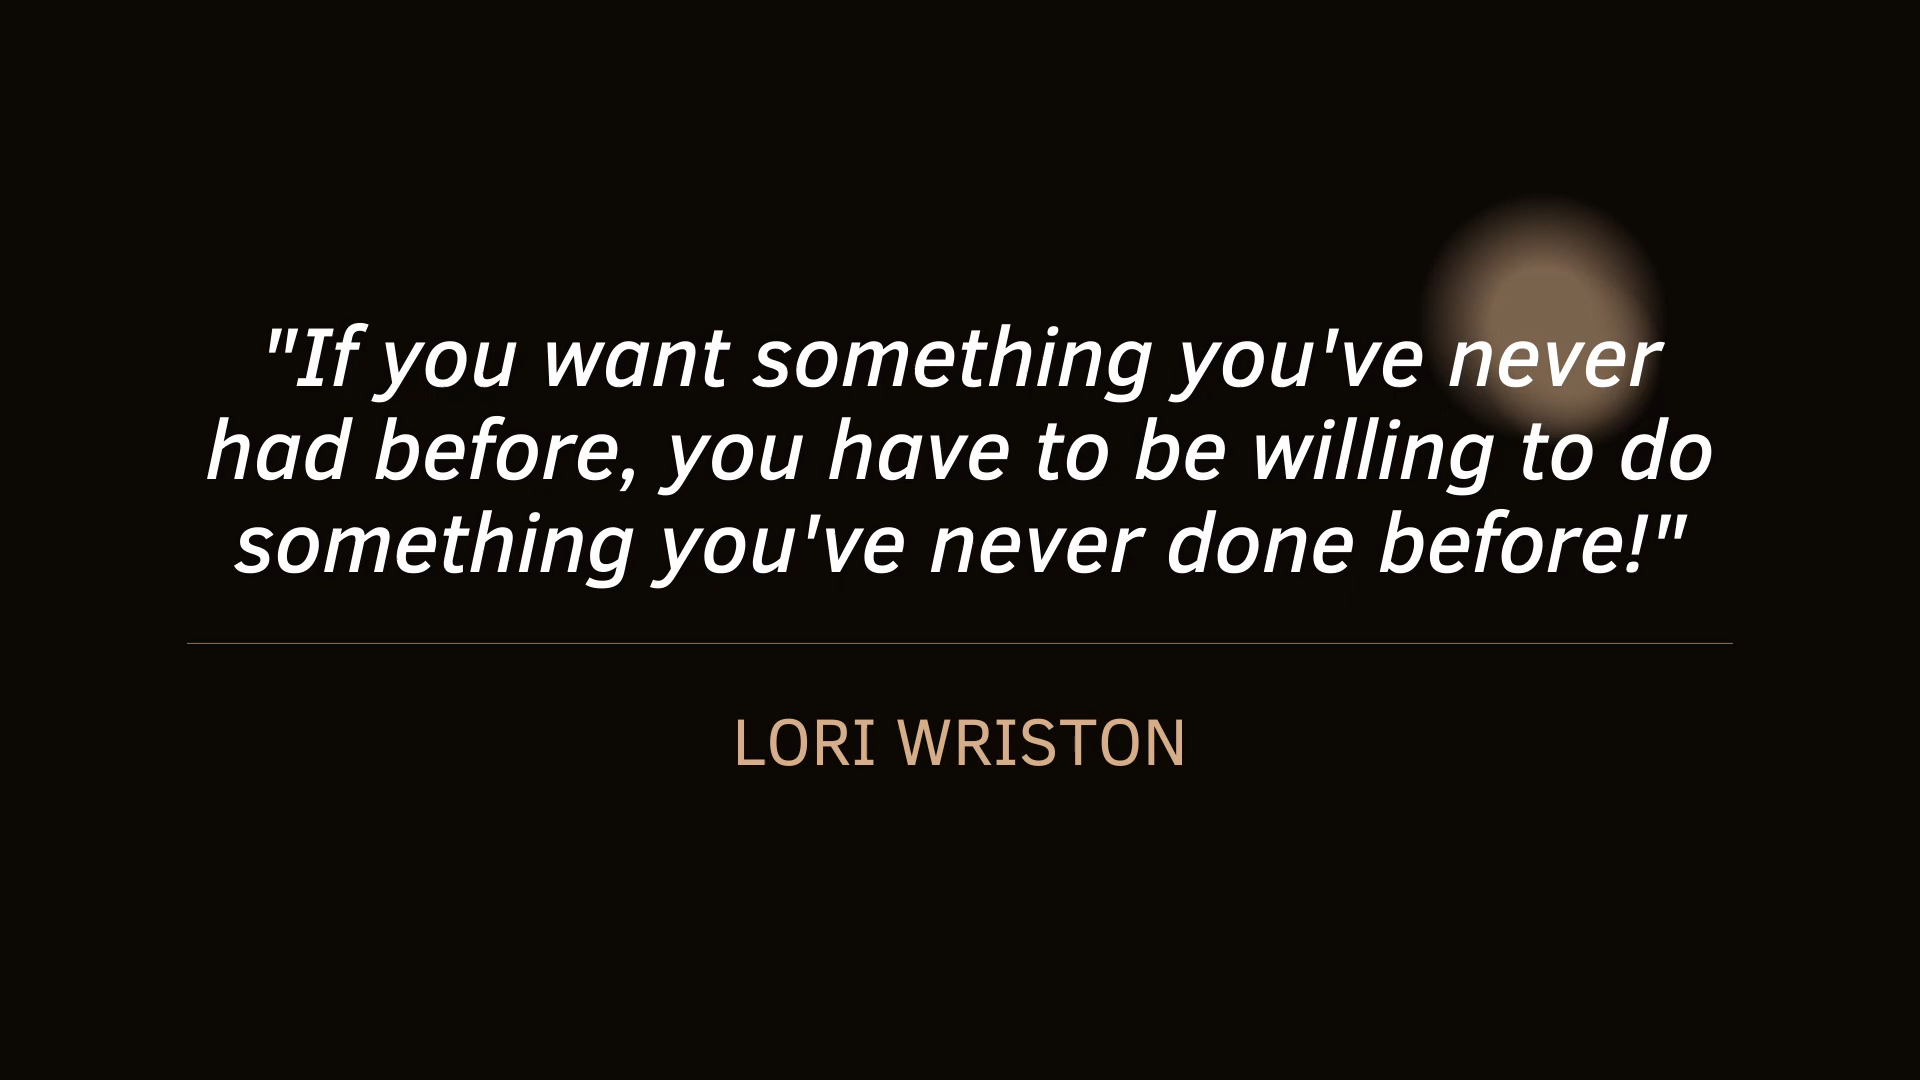 "If you want something you've never
had before, you have to be willing to do
something you've never done before!"
LORI WRISTON